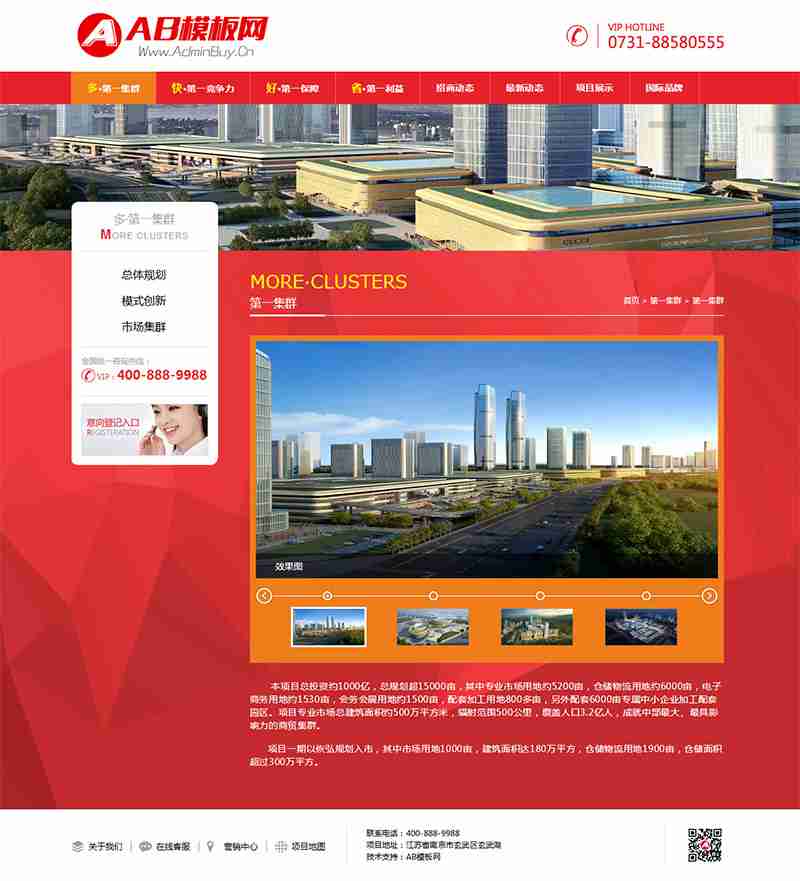 AB模板网
Www.AdminBuy.Cn
VIP HOTLINE
0731-88580555
多·第一集群
快·第一竞争力
好·第一保障
省·第一利益
招商动态
最新动态
项目展示
国际品牌
多·第一集群
MORE CLUSTERS
总体规划
模式创新
市场集群
全国统一咨询热线：
VIP：400-888-9988
意向登记入口
REGISTERATION
MORE·CLUSTERS
第一集群
首页 > 第一集群 > 第一集群
效果图
本项目总投资约1000亿，总规划超15000亩，其中专业市场用地约5200亩，仓储物流用地约6000亩，电子
商务用地约1530亩，会务会展用地约1500亩，配套加工用地800多亩，另外配套6000亩专属中小企业加工配套
园区。项目专业市场总建筑面积约500万平方米，辐射范围500公里，覆盖人口3.2亿人，成就中部最大、最具影
响力的商贸集群。
项目一期以恢弘规划入市，其中市场用地1000亩，建筑面积达180万平方，仓储物流用地1900亩，仓储面积
超过300万平方。
关于我们
在线客服
营销中心
项目地图
联系电话：400-888-9988
项目地址：江苏省南京市玄武区玄武湖
技术支持：AB模板网